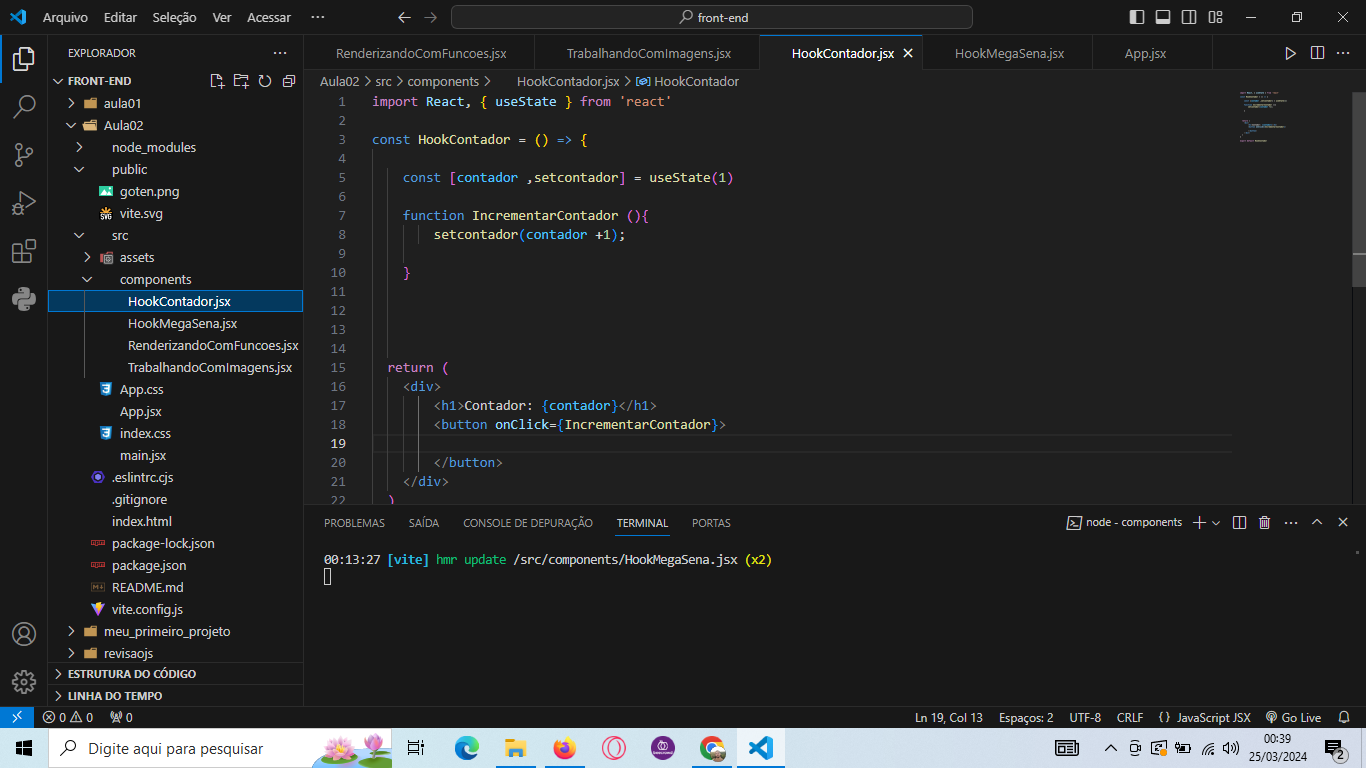 Arquivo Editar Seleção Ver Acessar ···
front-end
EXPLORADOR ···
FRONT-END
aula01
Aula02
node_modules
public
goten.png
vite.svg
src
assets
components
HookContador.jsx
HookMegaSena.jsx
RenderizandoComFuncoes.jsx
TrabalhandoComImagens.jsx
App.css
App.jsx
index.css
main.jsx
.eslintrc.cjs
.gitignore
index.html
package-lock.json
package.json
README.md
vite.config.js
meu_primeiro_projeto
revisaojs
ESTRUTURA DO CÓDIGO
LINHA DO TEMPO
RenderizandoComFuncoes.jsx TrabalhandoComImagens.jsx HookContador.jsx HookMegaSena.jsx App.jsx
Aula02 > src > components > HookContador.jsx > HookContador
1 import React, { useState } from 'react'
2
3 const HookContador = () => {
4
5 const [contador ,setcontador] = useState(1)
6
7 function IncrementarContador (){
8 setcontador(contador +1);
9
10 }
11
12
13
14
15 return (
16 <div>
17 <h1>Contador: {contador}</h1>
18 <button onClick={IncrementarContador}>
19
20 </button>
21 </div>
22 )
PROBLEMAS SAÍDA CONSOLE DE DEPURAÇÃO TERMINAL PORTAS
node - components
00:13:27 [vite] hmr update /src/components/HookMegaSena.jsx (x2)
0 0 0
Ln 19, Col 13 Espaços: 2 UTF-8 CRLF {} JavaScript JSX Go Live
Digite aqui para pesquisar
00:39
25/03/2024
2